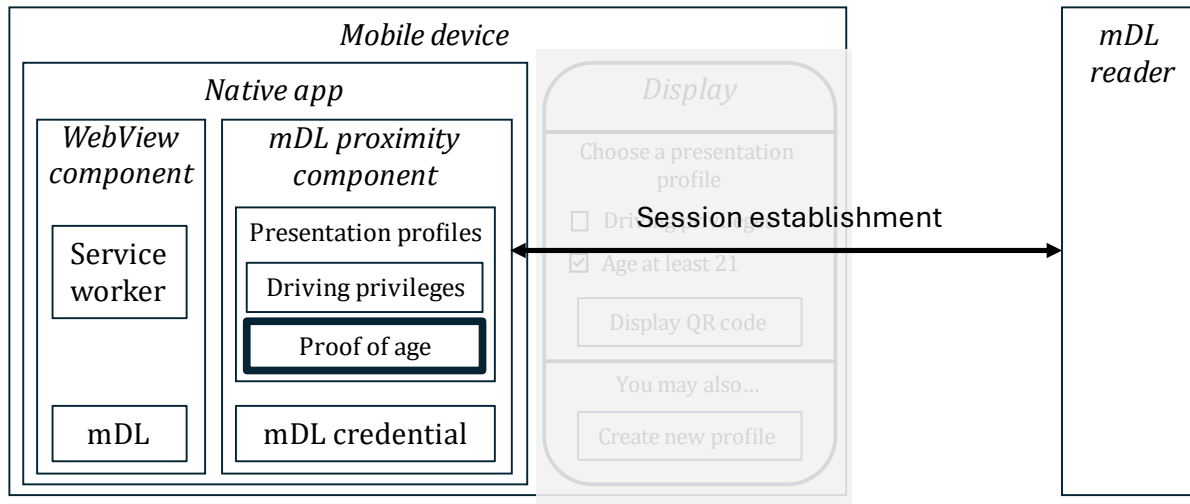 Mobile device
Native app
WebView
component
Service
worker
mDL
mDL proximity
component
Presentation profiles
Driving privileges
Proof of age
mDL credential
Display
Choose a presentation
profile
Driving privileges
Age at least 21
Display QR code
You may also…
Create new profile
Session establishment
mDL
reader